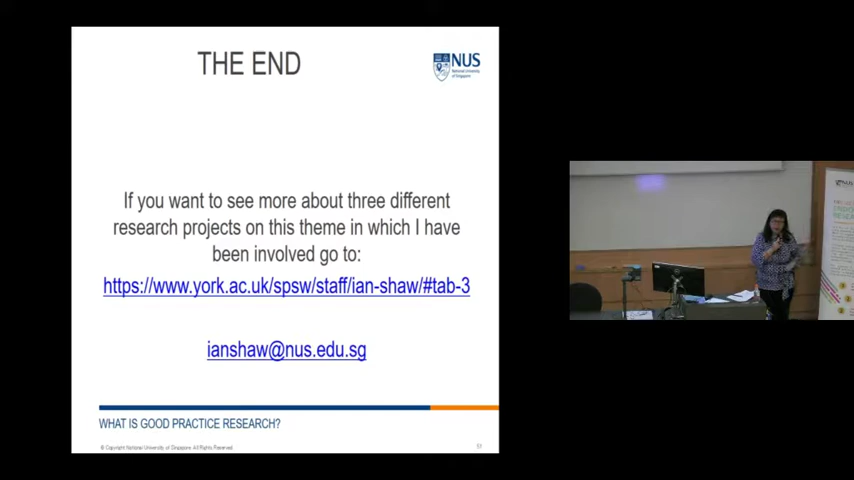 THE END
NUS
National University
of Singapore
If you want to see more about three different
research projects on this theme in which I have
been involved go to:
https://www.york.ac.uk/spsw/staff/ian-shaw/#tab-3
ianshaw@nus.edu.sg
WHAT IS GOOD PRACTICE RESEARCH?
© Copyright National University of Singapore. All Rights Reserved.
NUS